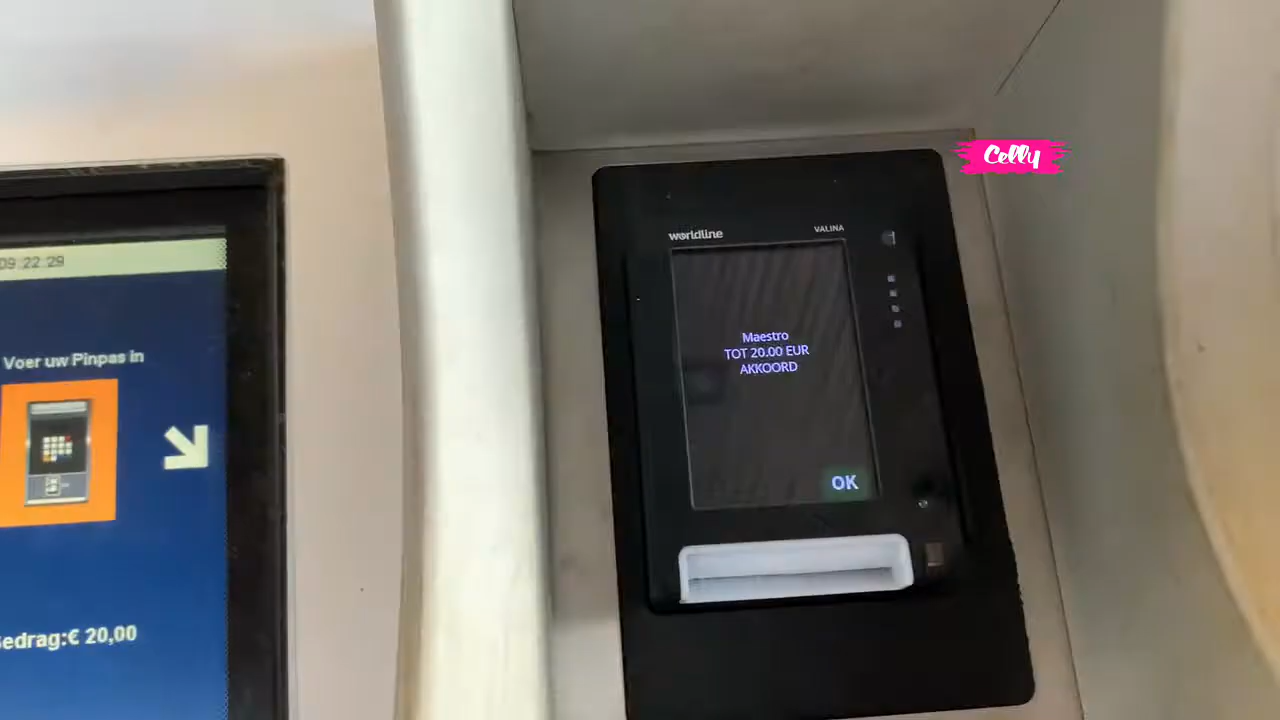 09:22:29
Voer uw Pinpas in
Bedrag:€ 20,00
worldline
VALINA
Maestro
TOT 20.00 EUR
AKKOORD
OK
Celly